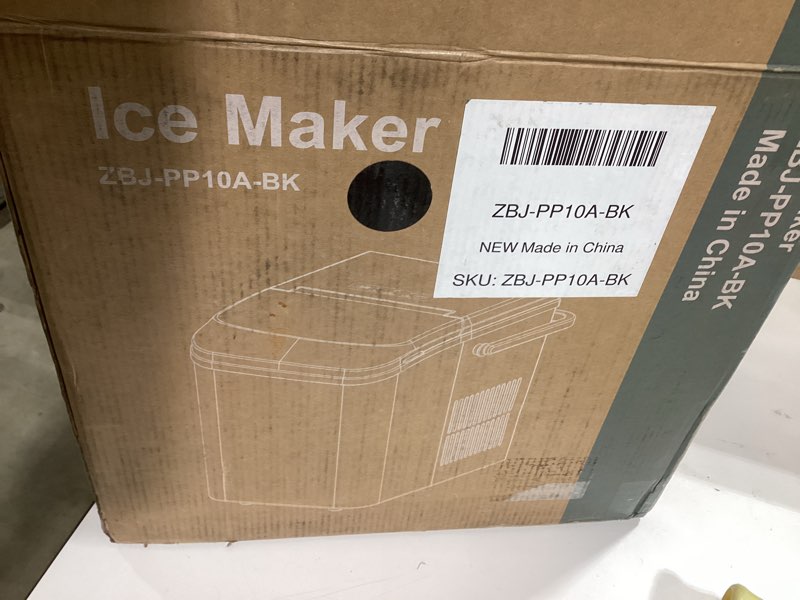 Ice Maker
ZBJ-PP10A-BK
ZBJ-PP10A-BK
NEW Made in China
SKU: ZBJ-PP10A-BK
BJ-PP10A-BK
Made in China